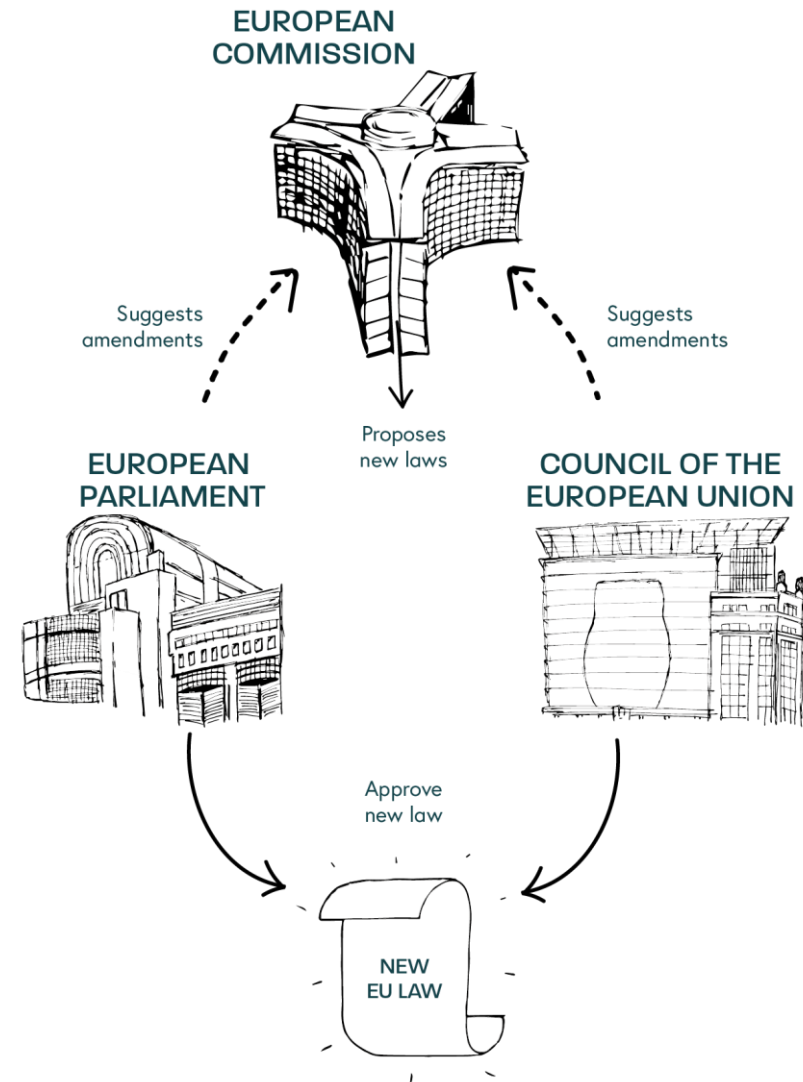 EUROPEAN
COMMISSION
Suggests
amendments
Suggests
amendments
Proposes
new laws
EUROPEAN
PARLIAMENT
COUNCIL OF THE
EUROPEAN UNION
Approve
new law
NEW
EU LAW